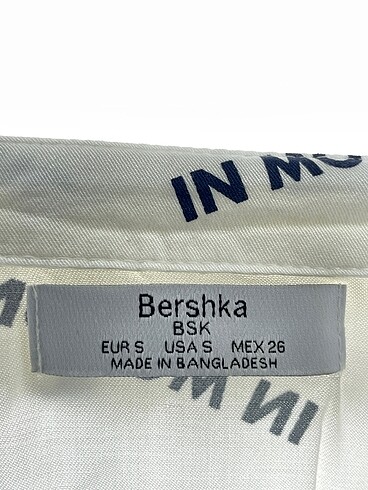 IN MO
Bershka
BSK
EUR S USA S MEX 26
MADE IN BANGLADESH
IN MO